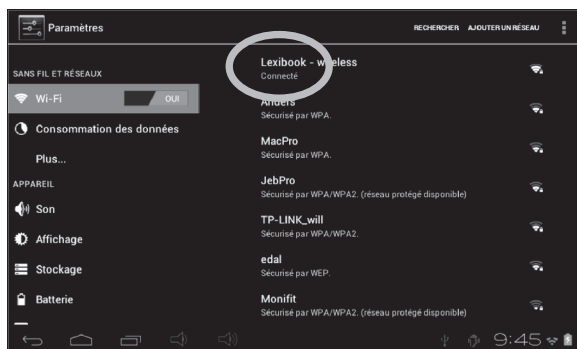 Paramètres
RECHERCHER AJOUTER UN RÉSEAU
SANS FIL ET RÉSEAUX
Wi-Fi OUI
Consommation des données
Plus...
APPAREIL
Son
Affichage
Stockage
Batterie
Lexibook - wireless
Connecté
Anders
Sécurisé par WPA.
MacPro
Sécurisé par WPA.
JebPro
Sécurisé par WPA/WPA2. (réseau protégé disponible)
TP-LINK_will
Sécurisé par WPA/WPA2.
edal
Sécurisé par WEP.
Monifit
Sécurisé par WPA/WPA2. (réseau protégé disponible)
9:45